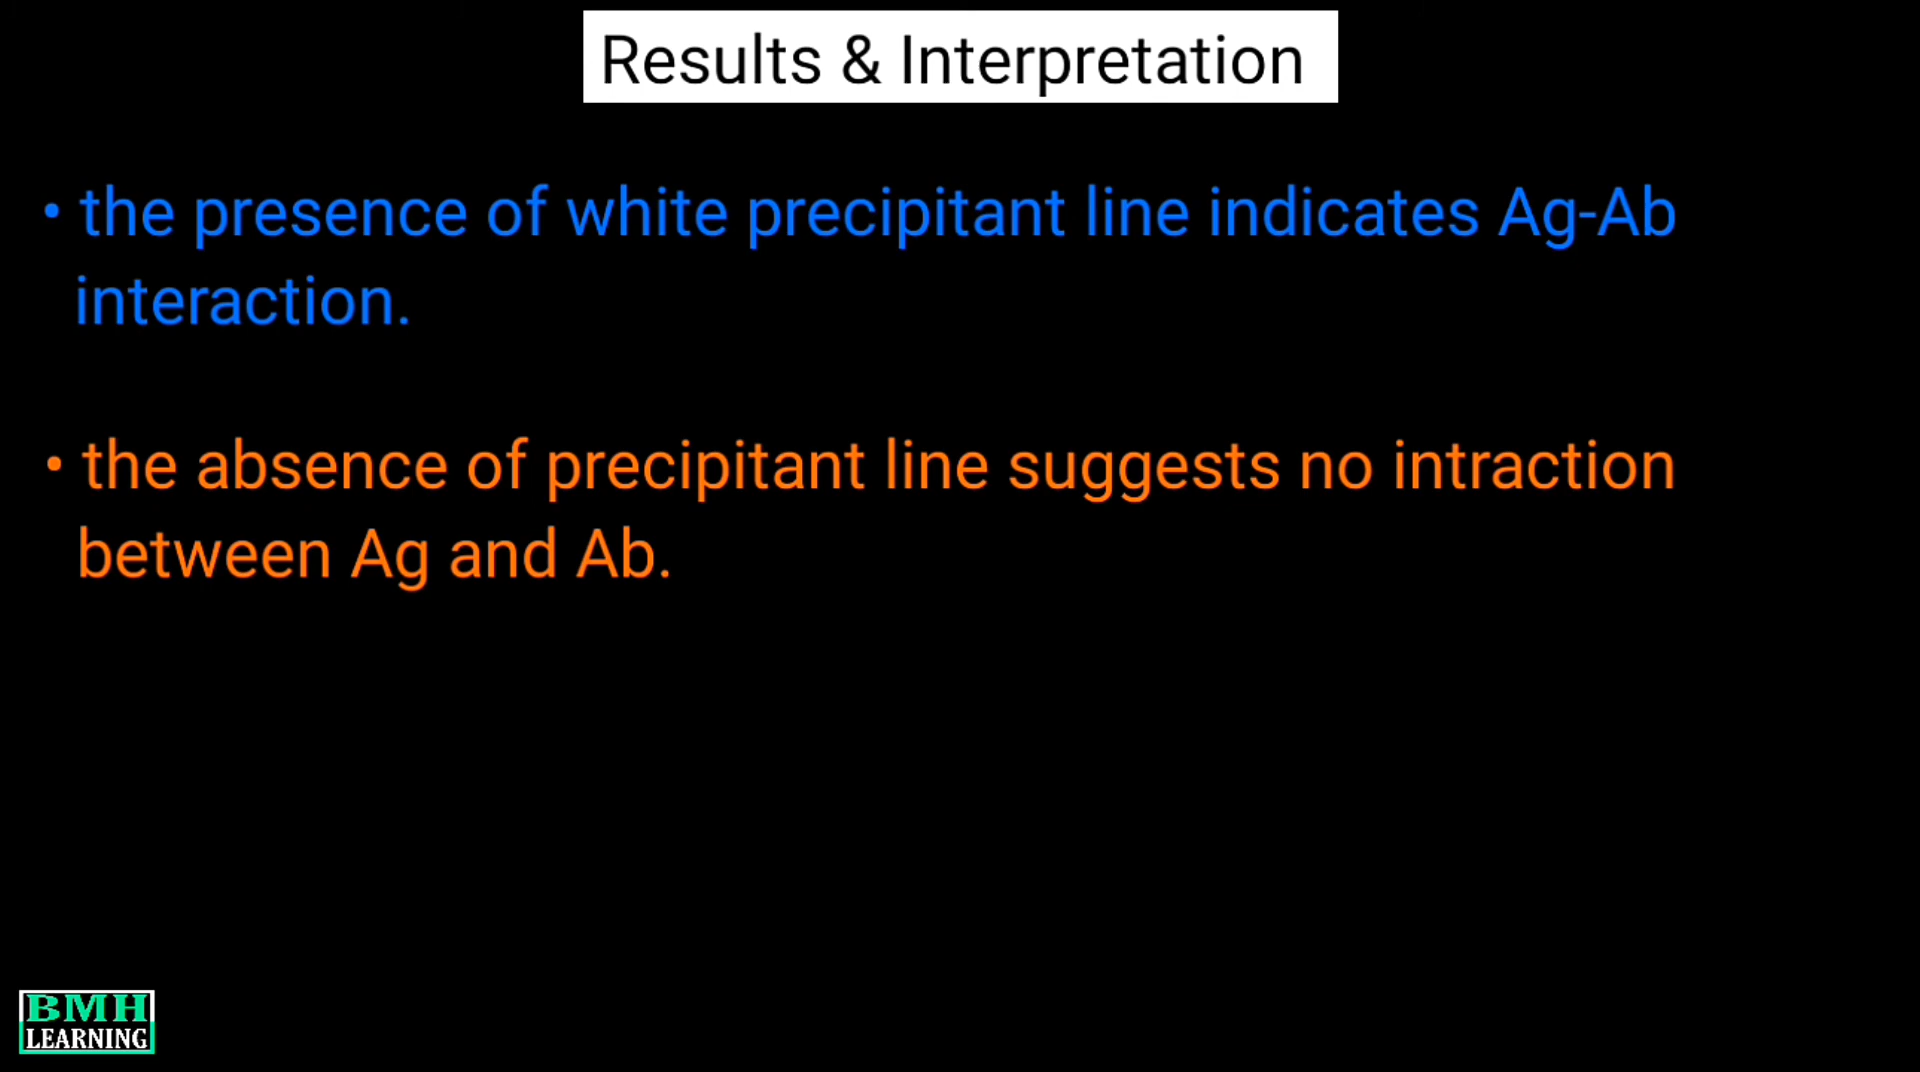 Results & Interpretation
• the presence of white precipitant line indicates Ag-Ab
interaction.
• the absence of precipitant line suggests no intraction
between Ag and Ab.
BMH
LEARNING